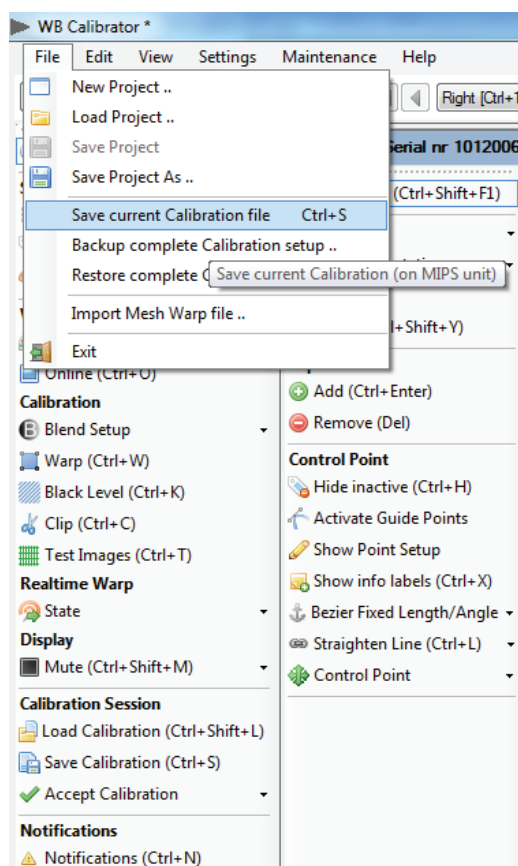 WB Calibrator *
File Edit View Settings Maintenance Help
New Project ..
Load Project ..
Save Project
Save Project As ..
Save current Calibration file Ctrl+S
Backup complete Calibration setup ..
Restore complete
Save current Calibration (on MIPS unit)
Import Mesh Warp file ..
Exit
Right [Ctrl+1
Serial nr 1012006
(Ctrl+Shift+F1)
+Shift+Y)
Online (Ctrl+O)
Calibration
Blend Setup
Warp (Ctrl+W)
Black Level (Ctrl+K)
Clip (Ctrl+C)
Test Images (Ctrl+T)
Realtime Warp
State
Display
Mute (Ctrl+Shift+M)
Calibration Session
Load Calibration (Ctrl+Shift+L)
Save Calibration (Ctrl+S)
Accept Calibration
Notifications
Notifications (Ctrl+N)
Add (Ctrl+Enter)
Remove (Del)
Control Point
Hide inactive (Ctrl+H)
Activate Guide Points
Show Point Setup
Show info labels (Ctrl+X)
Bezier Fixed Length/Angle
Straighten Line (Ctrl+L)
Control Point